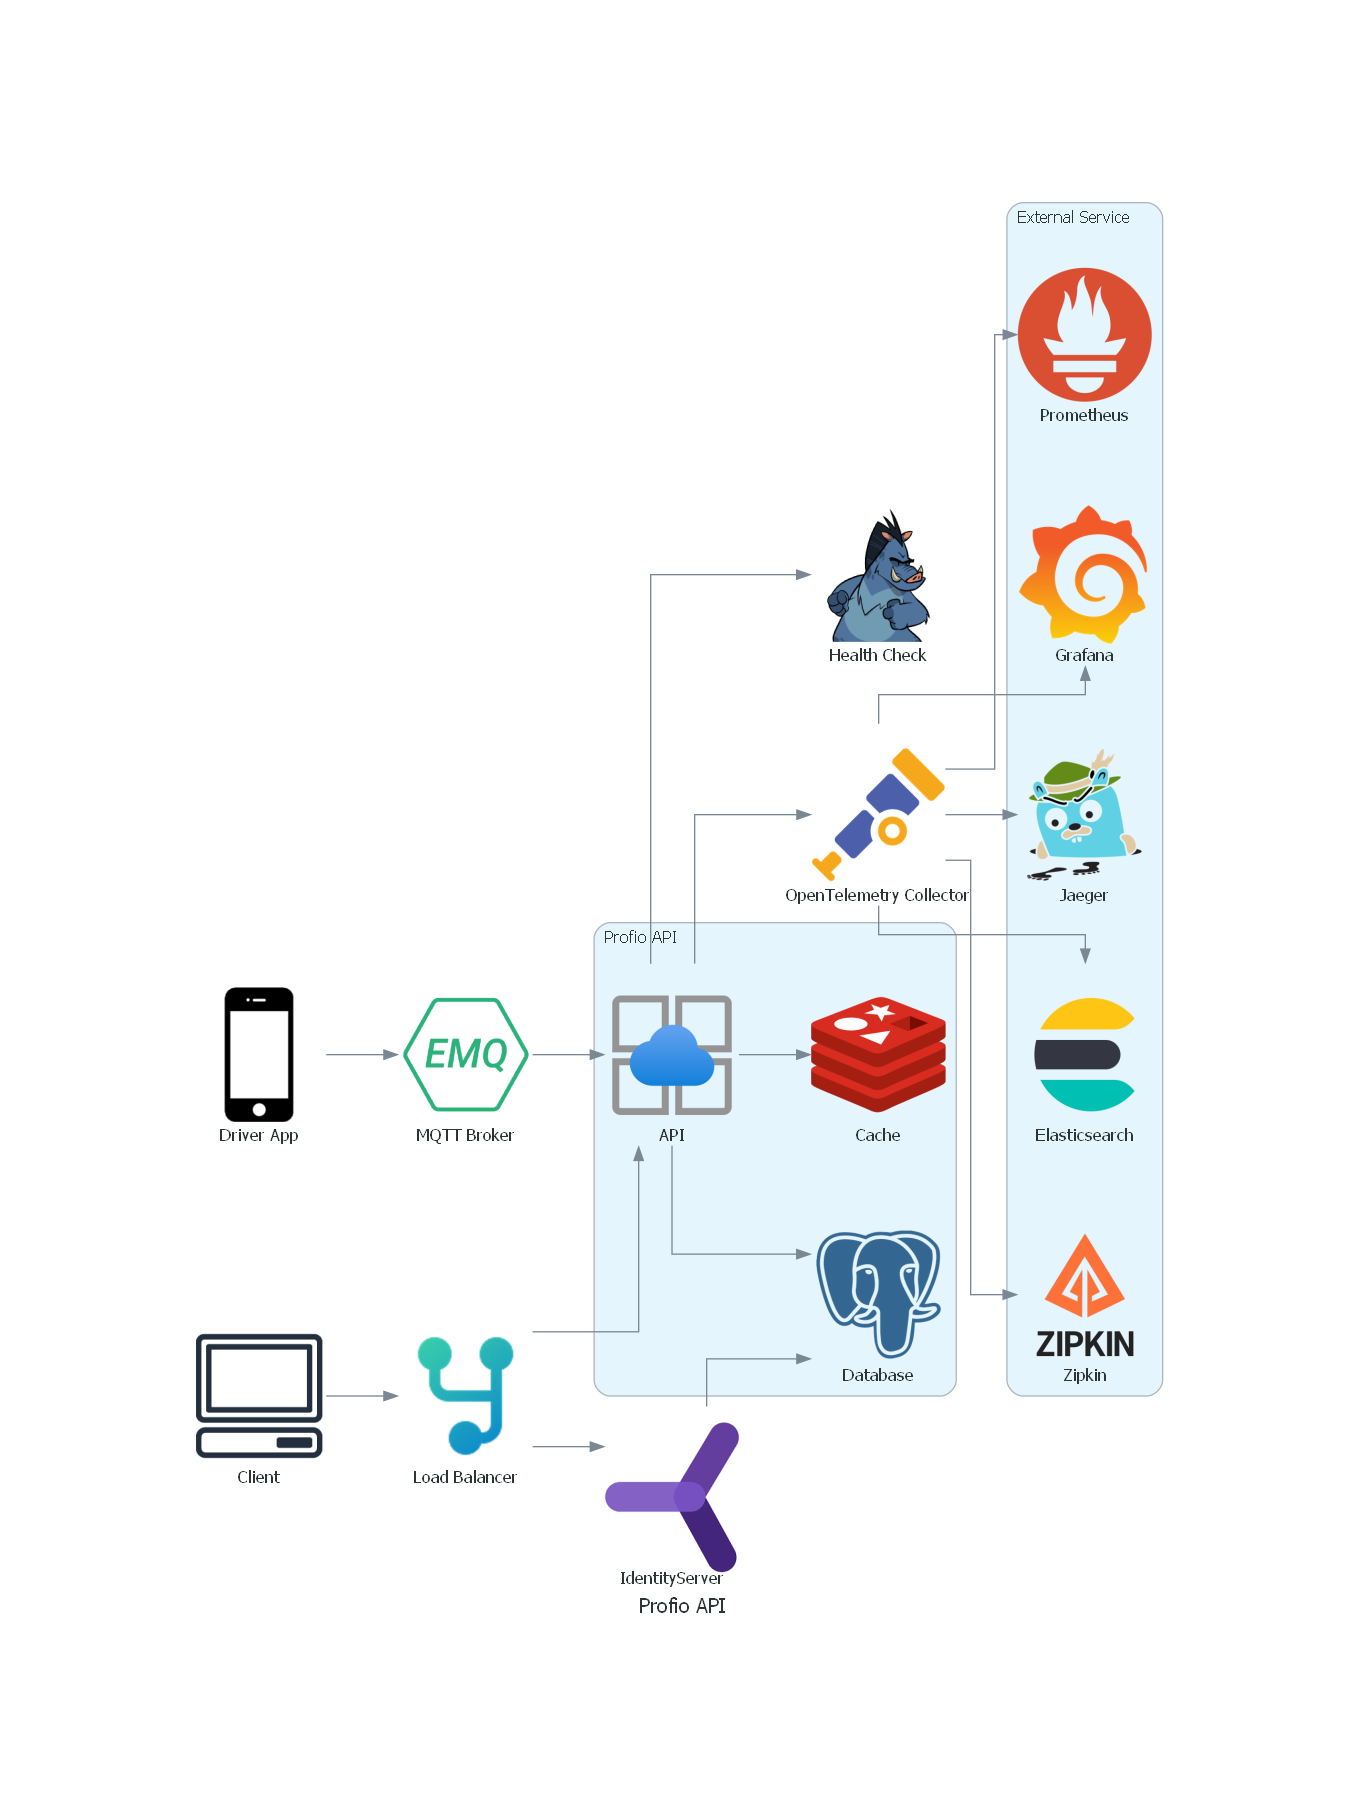 External Service
Prometheus
Health Check
Grafana
OpenTelemetry Collector
Jaeger
Profio API
EMQ
Driver App
MQTT Broker
API
Cache
Elasticsearch
ZIPKIN
Database
Zipkin
Client
Load Balancer
IdentityServer
Profio API